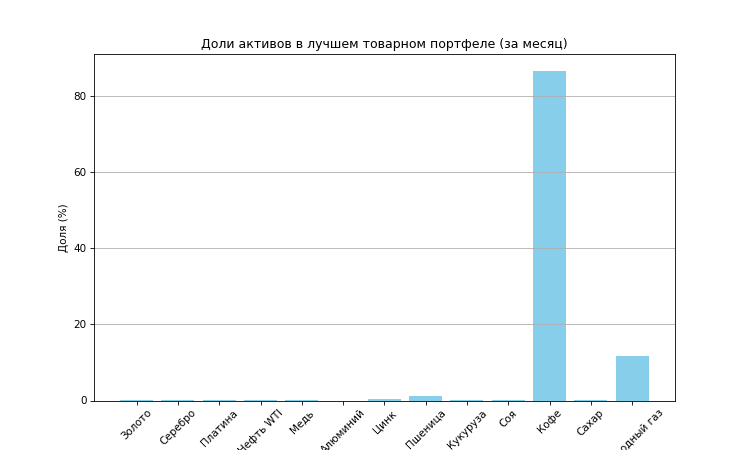 Доли активов в лучшем товарном портфеле (за месяц)
Доля (%)
80
60
40
20
0
Золото
Серебро
Платина
Нефть WTI
Медь
Алюминий
Цинк
Пшеница
Кукуруза
Соя
Кофе
Сахар
одный газ